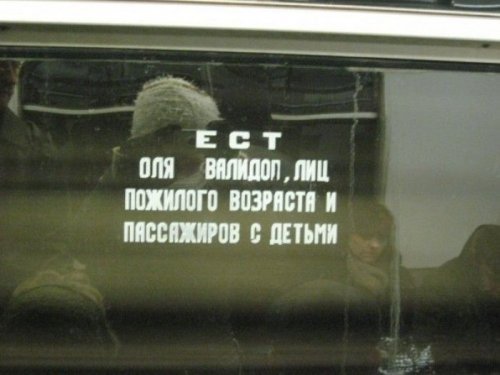 ЕСТ
ОЛЯ ВАЛИДОП, ЛИЦ
ПОЖИЛОГО ВОЗРАСТА И
ПАССАЖИРОВ С ДЕТЬМИ